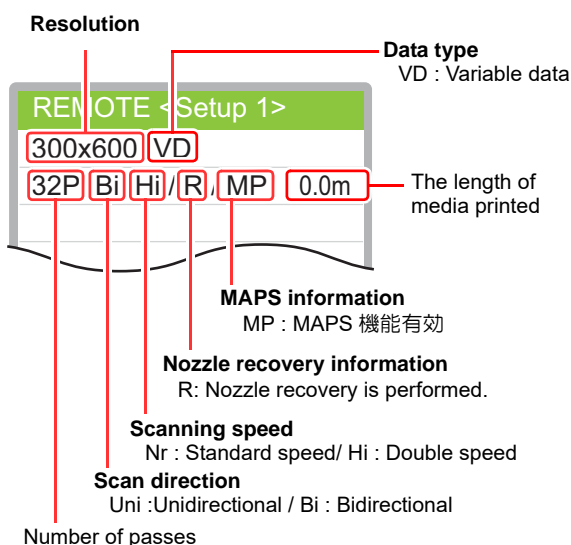 Resolution
Data type
VD : Variable data
REMOTE <Setup 1>
300x600 VD
32P Bi Hi / R / MP 0.0m
The length of
media printed
MAPS information
MP : MAPS 機能有効
Nozzle recovery information
R: Nozzle recovery is performed.
Scanning speed
Nr : Standard speed/ Hi : Double speed
Scan direction
Uni :Unidirectional / Bi : Bidirectional
Number of passes